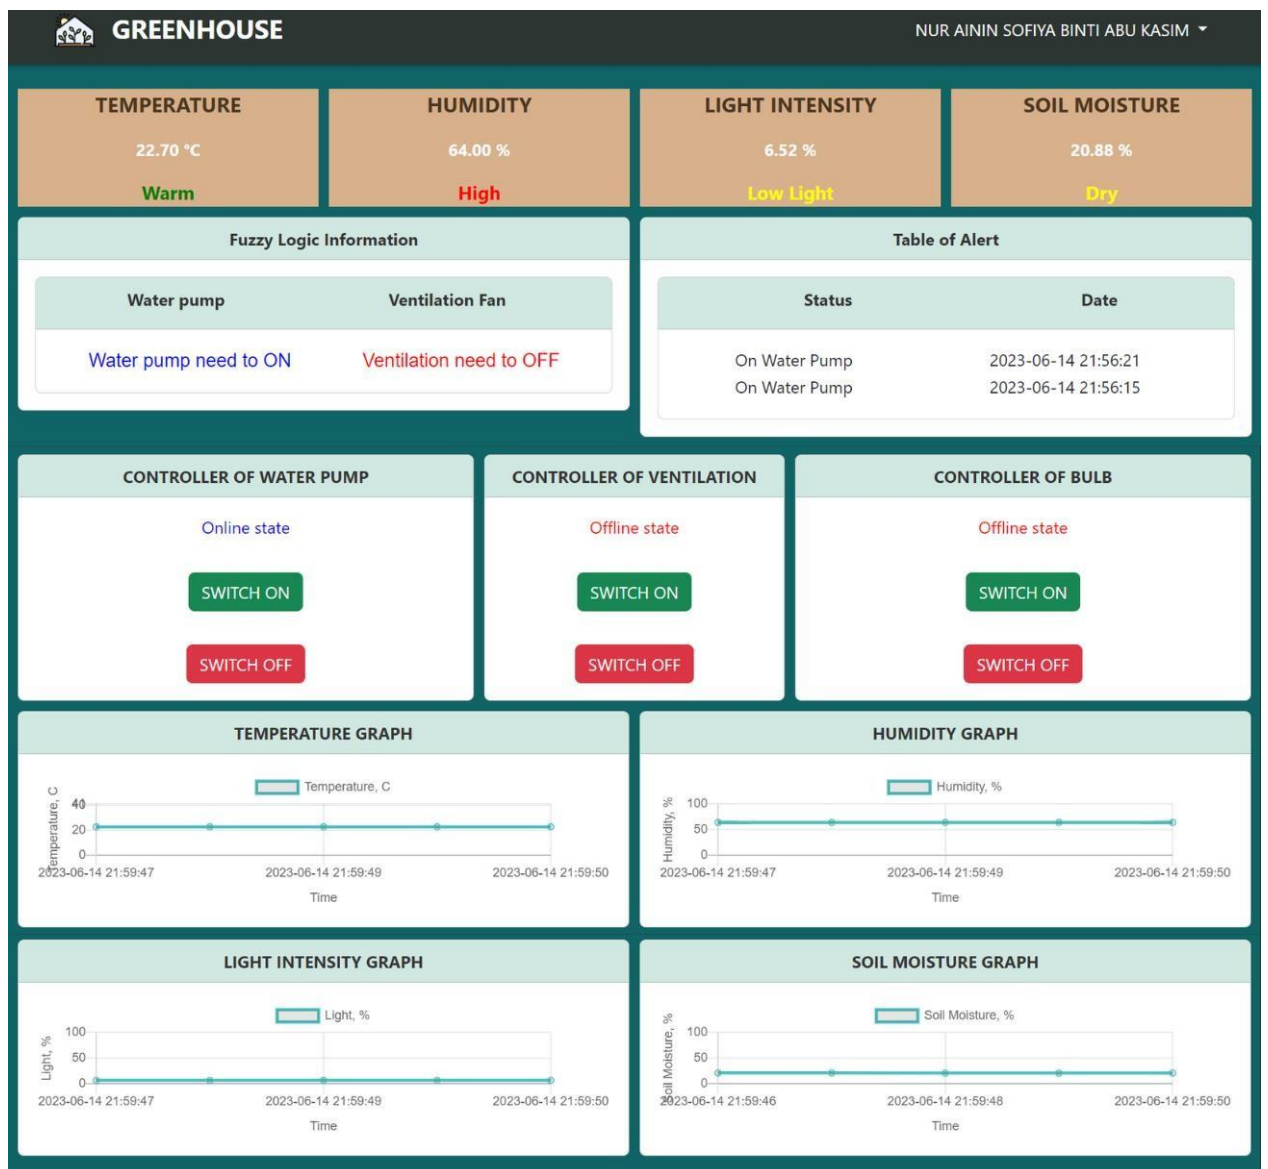 GREENHOUSE
NUR AININ SOFIYA BINTI ABU KASIM
TEMPERATURE
22.70 °C
Warm
HUMIDITY
64.00 %
High
LIGHT INTENSITY
6.52 %
Low Light
SOIL MOISTURE
20.88 %
Dry
Fuzzy Logic Information
Water pump Ventilation Fan
Water pump need to ON Ventilation need to OFF
Table of Alert
Status Date
On Water Pump 2023-06-14 21:56:21
On Water Pump 2023-06-14 21:56:15
CONTROLLER OF WATER PUMP
Online state
SWITCH ON
SWITCH OFF
CONTROLLER OF VENTILATION
Offline state
SWITCH ON
SWITCH OFF
CONTROLLER OF BULB
Offline state
SWITCH ON
SWITCH OFF
TEMPERATURE GRAPH
Temperature, C
Temperature, C
40
20
0
2023-06-14 21:59:47 2023-06-14 21:59:49 2023-06-14 21:59:50
Time
HUMIDITY GRAPH
Humidity, %
Humidity, %
100
50
0
2023-06-14 21:59:47 2023-06-14 21:59:49 2023-06-14 21:59:50
Time
LIGHT INTENSITY GRAPH
Light, %
Light, %
100
50
0
2023-06-14 21:59:47 2023-06-14 21:59:49 2023-06-14 21:59:50
Time
SOIL MOISTURE GRAPH
Soil Moisture, %
Soil Moisture, %
100
50
0
2023-06-14 21:59:46 2023-06-14 21:59:48 2023-06-14 21:59:50
Time